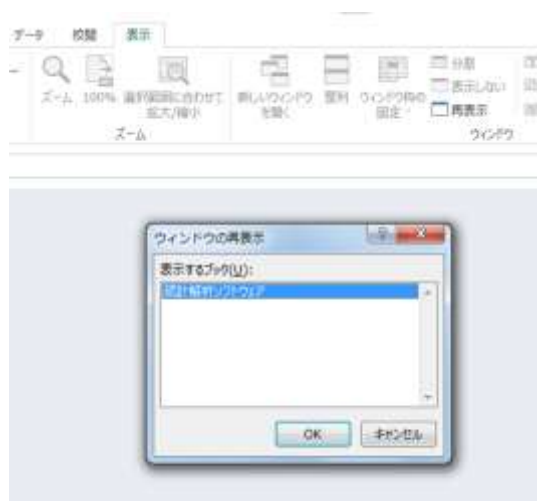 データ 校閲 表示
ズーム 100% 選択範囲に合わせて
拡大/縮小
新しいウィンドウ
を開く
整列 ウィンドウ枠の
固定
分割
表示しない
再表示
ズーム ウィンドウ
ウィンドウの再表示
表示するブック(U):
統計解析ソフトウェア
OK キャンセル